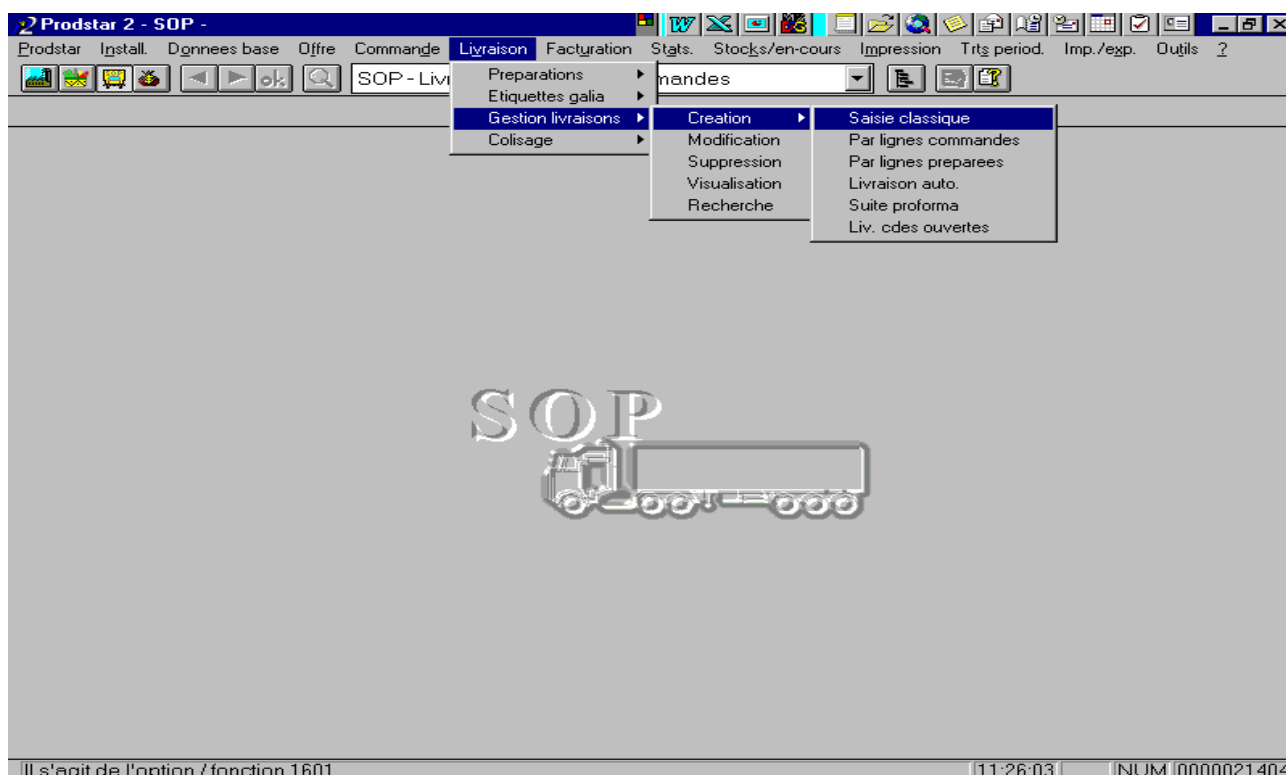 Prodstar 2 - SOP -
Prodstar Install. Donnees base Offre Commande Livraison Facturation Stats. Stocks/en-cours Impression Trts period. Imp./exp. Outils ?
ok SOP - Liv mandes
Preparations
Etiquettes galia
Gestion livraisons Creation Saisie classique
Colisage Modification Par lignes commandes
Suppression Par lignes preparees
Visualisation Livraison auto.
Recherche Suite proforma
Liv. cdes ouvertes
SOP
Il s'agit de l'option / fonction 1601 11:26:03 NUM 0000021404